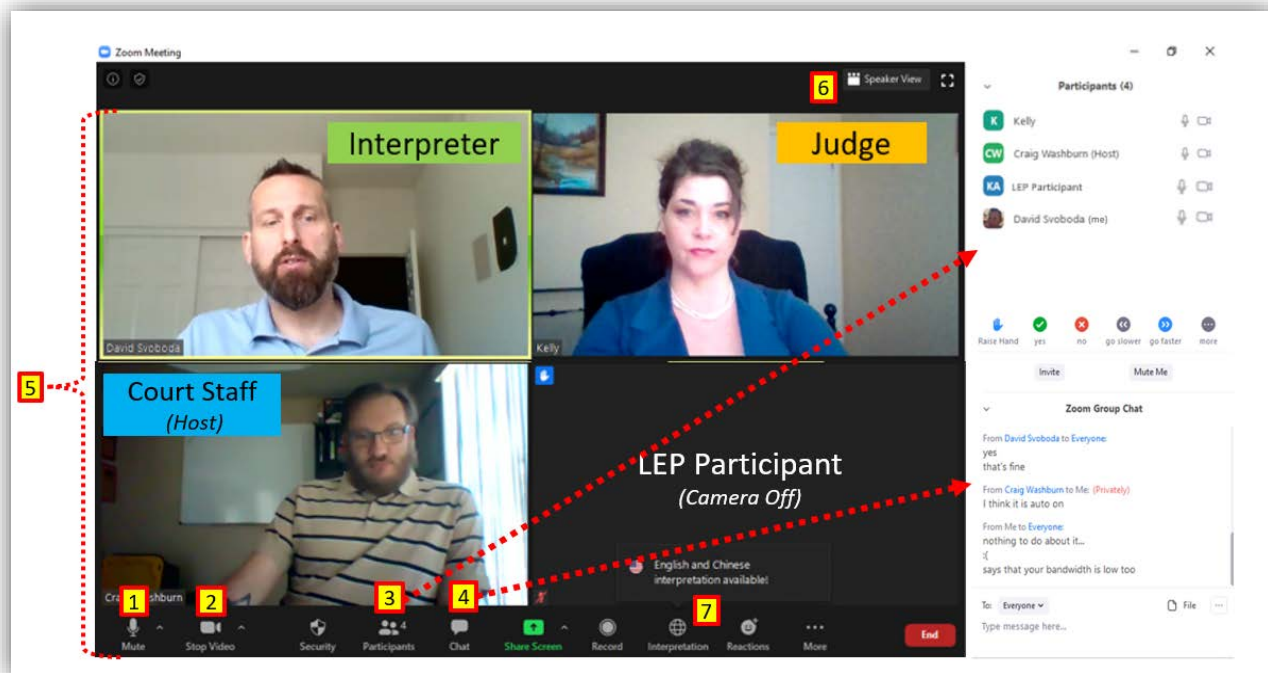 Zoom Meeting
6
Speaker View
Interpreter
David Svoboda
Judge
Kelly
5
Court Staff
(Host)
LEP Participant
(Camera Off)
English and Chinese
interpretation available!
1
2
3
4
7
Mute
Stop Video
Security
4
Participants
Chat
Share Screen
Record
Interpretation
Reactions
More
End
Participants (4)
K Kelly
CW Craig Washburn (Host)
KA LEP Participant
David Svoboda (me)
Raise Hand yes no go slower go faster more
Invite Mute Me
Zoom Group Chat
From David Svoboda to Everyone:
yes
that's fine
From Craig Washburn to Me: (Privately)
I think it is auto on
From Me to Everyone:
nothing to do about it...
:(
says that your bandwidth is low too
To: Everyone File ...
Type message here...